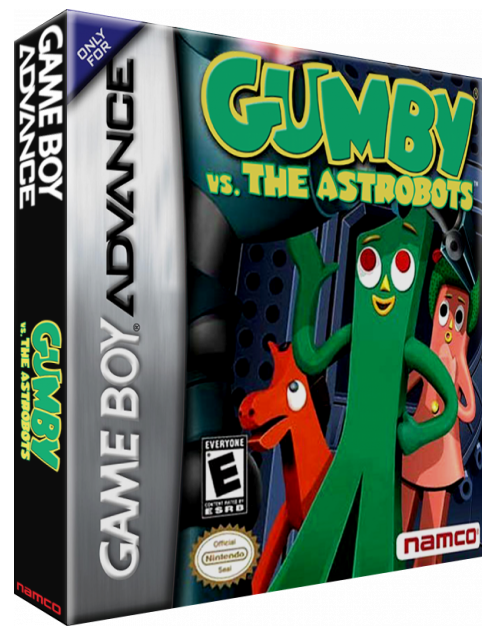 GAME BOY
ADVANCE
GUMBY
vs. THE ASTROBOTS
namco
ONLY
FOR
GAME BOY ADVANCE
GUMBY
vs. THE ASTROBOTS™
EVERYONE
E
CONTENT RATED BY
ESRB
Official
Nintendo
Seal
namco